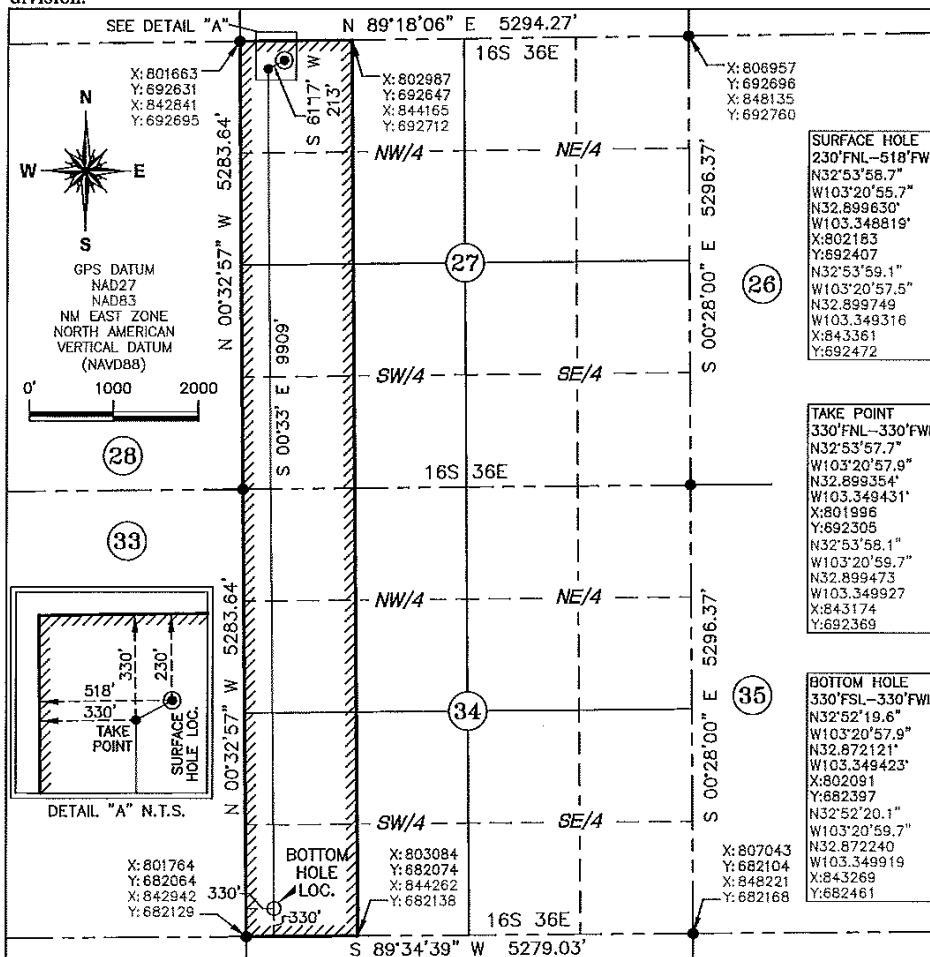 division.
SEE DETAIL "A"
N 89°18'06" E 5294.27'
16S 36E
X:801663
Y:692631
X:842841
Y:692695
S 61°17' W
213'
X:802987
Y:692647
X:844165
Y:692712
X:806957
Y:692696
X:848135
Y:692760
N
W
E
S
GPS DATUM
NAD27
NAD83
NM EAST ZONE
NORTH AMERICAN
VERTICAL DATUM
(NAVD88)
0' 1000 2000
N 00°32'57" W 5283.64'
NW/4
NE/4
27
SW/4
SE/4
S 00°28'00" E 5296.37'
26
S 00°33' E 9909'
28
16S 36E
33
SURFACE HOLE
230'FNL-518'FW
N32°53'58.7"
W103°20'55.7"
N32.899630°
W103.348819°
X:802183
Y:692407
N32°53'59.1"
W103°20'57.5"
N32.899749
W103.349316
X:843361
Y:692472
TAKE POINT
330'FNL-330'FWL
N32°53'57.7"
W103°20'57.9"
N32.899354°
W103.349431°
X:801996
Y:692305
N32°53'58.1"
W103°20'59.7"
N32.899473
W103.349927
X:843174
Y:692369
330'
230'
518'
330'
TAKE
POINT
SURFACE
HOLE LOC.
DETAIL "A" N.T.S.
N 00°32'57" W 5283.64'
NW/4
NE/4
34
SW/4
SE/4
S 00°28'00" E 5296.37'
35
BOTTOM HOLE
330'FSL-330'FWL
N32°52'19.6"
W103°20'57.9"
N32.872121°
W103.349423°
X:802091
Y:682397
N32°52'20.1"
W103°20'59.7"
N32.872240
W103.349919
X:843269
Y:682461
X:801764
Y:682064
X:842942
Y:682129
330'
BOTTOM
HOLE
LOC.
330'
X:803084
Y:682074
X:844262
Y:682138
X:807043
Y:682104
X:848221
Y:682168
16S 36E
S 89°34'39" W 5279.03'